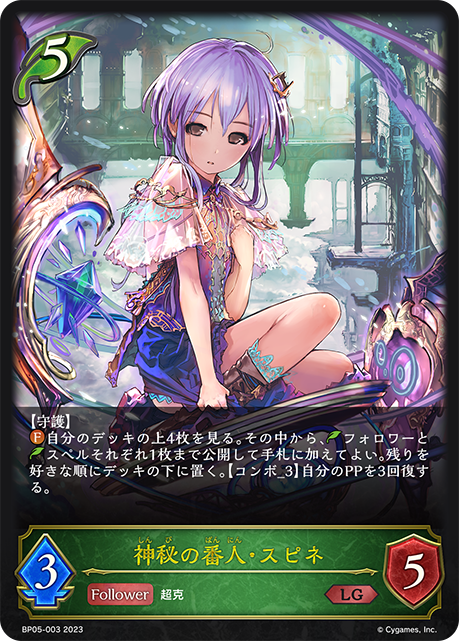 5
【守護】
F 自分のデッキの上4枚を見る。その中から、フォロワーと
スペルそれぞれ1枚まで公開して手札に加えてよい。残りを
好きな順にデッキの下に置く。【コンボ_3】自分のPPを3回復す
る。
しんぴ ばんにん
神秘の番人・スピネ
3
Follower 超克
LG
5
BP05-003 2023
© Cygames, Inc.